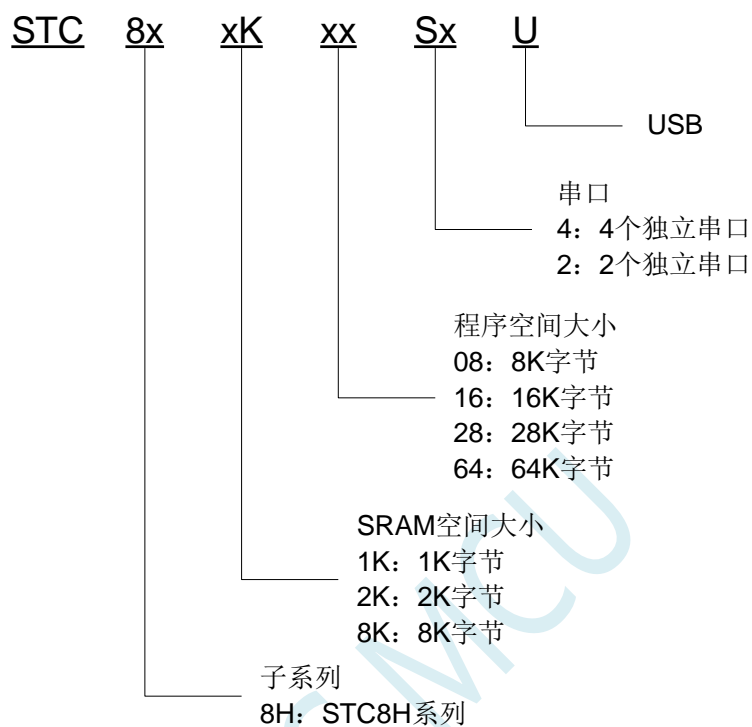 STC 8x xK xx Sx U
USB
串口
4：4个独立串口
2：2个独立串口
程序空间大小
08：8K字节
16：16K字节
28：28K字节
64：64K字节
SRAM空间大小
1K：1K字节
2K：2K字节
8K：8K字节
子系列
8H：STC8H系列
MCU